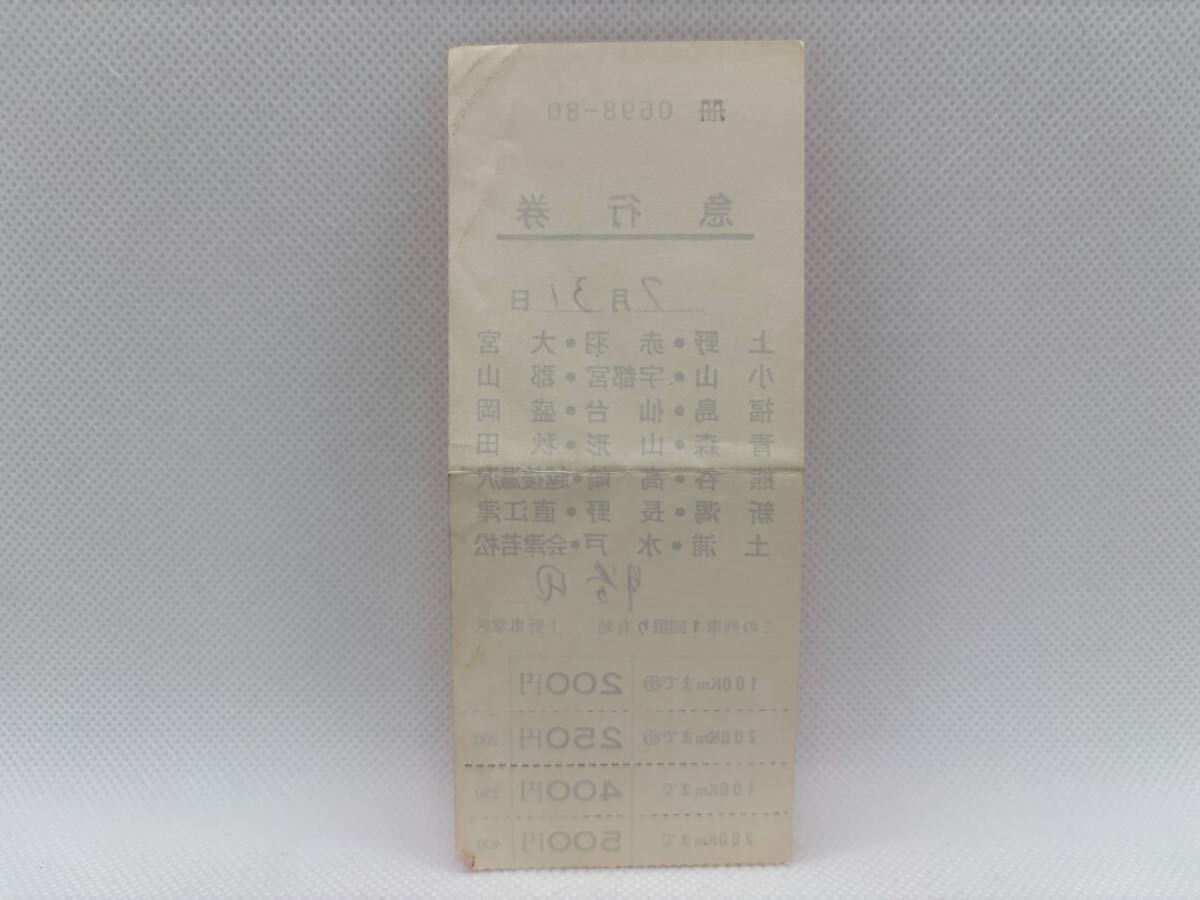 冊 0698-80
急行券
7月31日
上野・赤羽・大宮
小山・宇都宮・郡山
福島・仙台・盛岡
青森・山形・秋田
熊谷・高崎・越後湯沢
新潟・長野・直江津
土浦・水戸・会津若松
この列車1回限り有効 上野車掌区
100Kmまで 200円
200Kmまで 250円 200
100Kmまで 400円 250
200Kmまで 500円 400